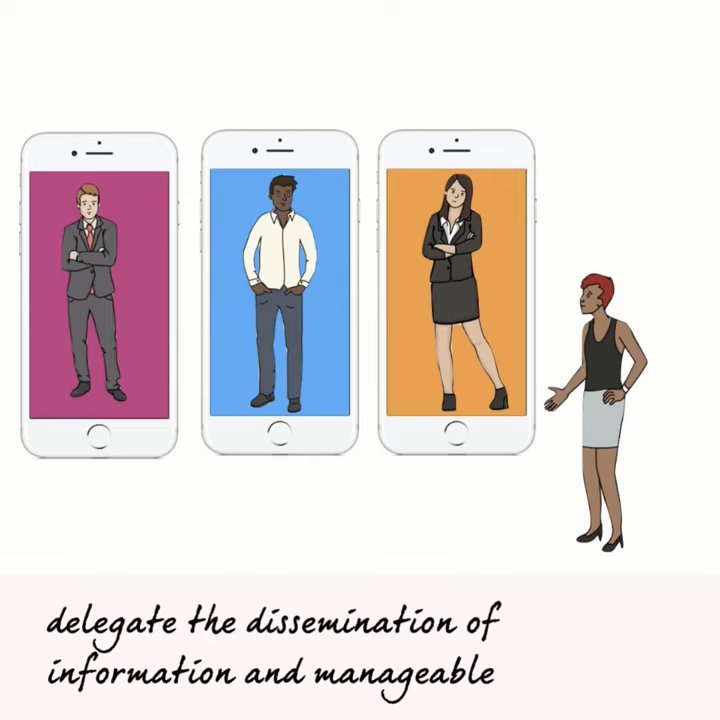 delegate the dissemination of
information and manageable